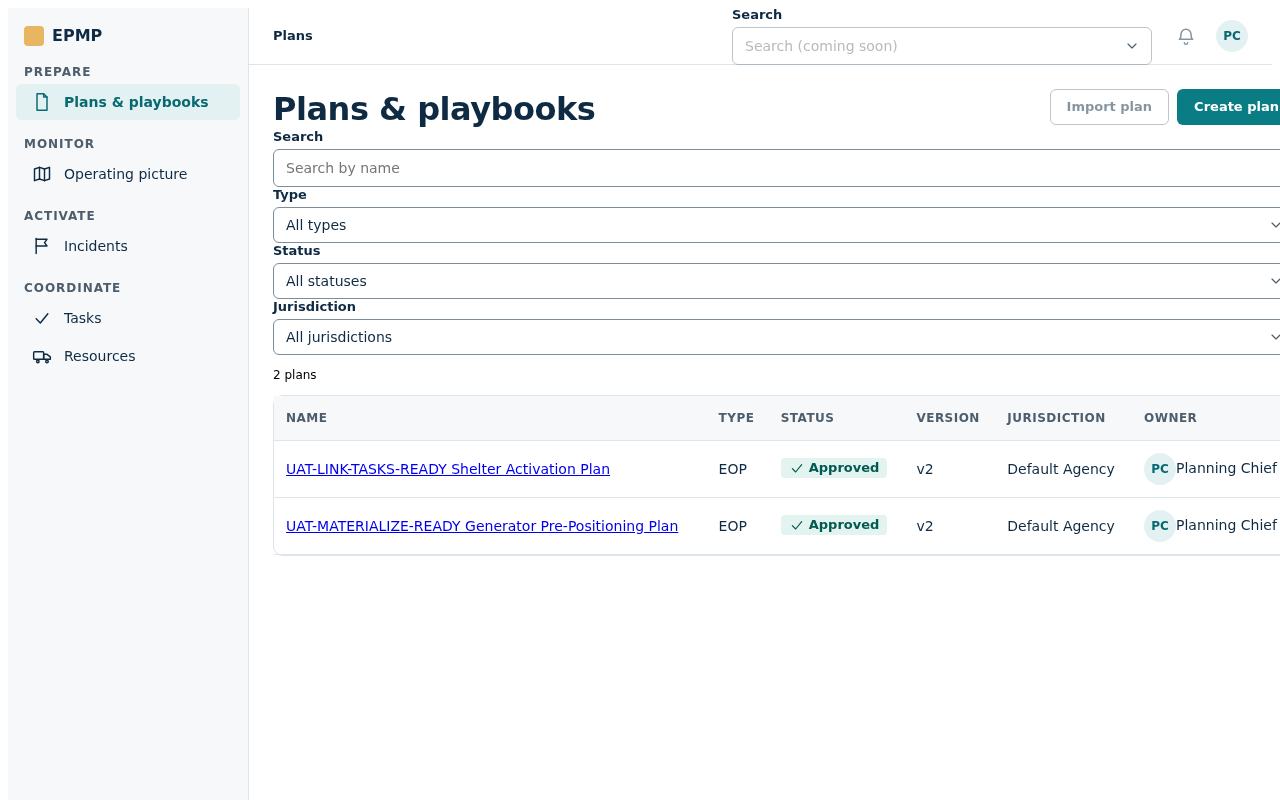 EPMP
PREPARE
Plans & playbooks
MONITOR
Operating picture
ACTIVATE
Incidents
COORDINATE
Tasks
Resources
Plans
Search
Search (coming soon)
PC
Plans & playbooks
Import plan
Create plan
Search
Search by name
Type
All types
Status
All statuses
Jurisdiction
All jurisdictions
2 plans
NAME TYPE STATUS VERSION JURISDICTION OWNER
UAT-LINK-TASKS-READY Shelter Activation Plan EOP Approved v2 Default Agency PC Planning Chief
UAT-MATERIALIZE-READY Generator Pre-Positioning Plan EOP Approved v2 Default Agency PC Planning Chief